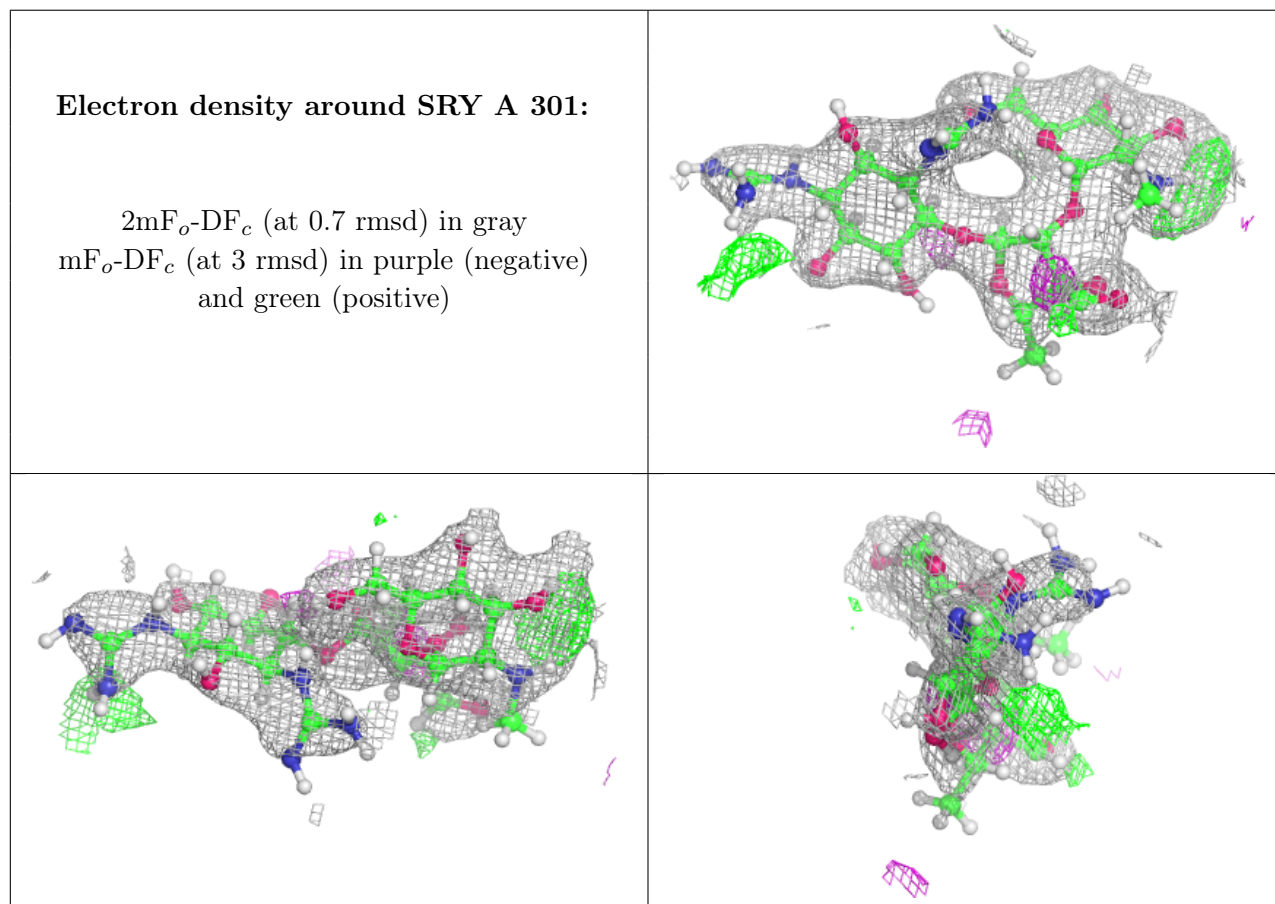 Electron density around SRY A 301:
2mFₒ-DF𝒸 (at 0.7 rmsd) in gray
mFₒ-DF𝒸 (at 3 rmsd) in purple (negative)
and green (positive)